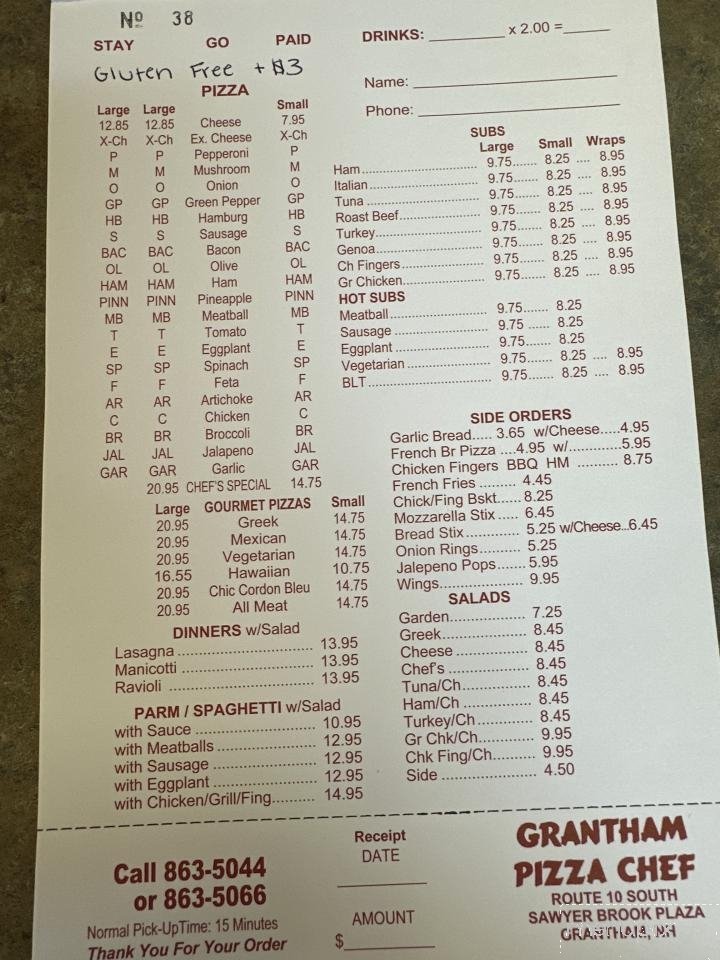 Nº 38
STAY GO PAID
Gluten Free + $3
PIZZA
Large Large Small
12.85 12.85 Cheese 7.95
X-Ch X-Ch Ex. Cheese X-Ch
P P Pepperoni P
M M Mushroom M
O O Onion O
GP GP Green Pepper GP
HB HB Hamburg HB
S S Sausage S
BAC BAC Bacon BAC
OL OL Olive OL
HAM HAM Ham HAM
PINN PINN Pineapple PINN
MB MB Meatball MB
T T Tomato T
E E Eggplant E
SP SP Spinach SP
F F Feta F
AR AR Artichoke AR
C C Chicken C
BR BR Broccoli BR
JAL JAL Jalapeno JAL
GAR GAR Garlic GAR
20.95 CHEF'S SPECIAL 14.75
Large GOURMET PIZZAS Small
20.95 Greek 14.75
20.95 Mexican 14.75
20.95 Vegetarian 14.75
16.55 Hawaiian 10.75
20.95 Chic Cordon Bleu 14.75
20.95 All Meat 14.75
DINNERS w/Salad
Lasagna ................ 13.95
Manicotti ................ 13.95
Ravioli ................ 13.95
PARM / SPAGHETTI w/Salad
with Sauce ................ 10.95
with Meatballs ................ 12.95
with Sausage ................ 12.95
with Eggplant ................ 12.95
with Chicken/Grill/Fing.......... 14.95
DRINKS: __________ x 2.00 =______
Name: ____________________
Phone: ____________________
SUBS
Large Small Wraps
Ham................ 9.75....... 8.25 .... 8.95
Italian................ 9.75....... 8.25 .... 8.95
Tuna ................ 9.75....... 8.25 .... 8.95
Roast Beef................ 9.75....... 8.25 .... 8.95
Turkey................ 9.75....... 8.25 .... 8.95
Genoa................ 9.75....... 8.25 .... 8.95
Ch Fingers................ 9.75....... 8.25 .... 8.95
Gr Chicken................ 9.75....... 8.25 .... 8.95
HOT SUBS
Meatball................ 9.75....... 8.25
Sausage ................ 9.75 ....... 8.25
Eggplant ................ 9.75....... 8.25
Vegetarian ................ 9.75....... 8.25 .... 8.95
BLT................ 9.75....... 8.25 .... 8.95
SIDE ORDERS
Garlic Bread..... 3.65 w/Cheese.....4.95
French Br Pizza ....4.95 w/.............5.95
Chicken Fingers BBQ HM .......... 8.75
French Fries ......... 4.45
Chick/Fing Bskt...... 8.25
Mozzarella Stix ..... 6.45
Bread Stix............. 5.25 w/Cheese...6.45
Onion Rings.......... 5.25
Jalepeno Pops....... 5.95
Wings.................... 9.95
SALADS
Garden.................... 7.25
Greek..................... 8.45
Cheese .................. 8.45
Chef's .................... 8.45
Tuna/Ch................. 8.45
Ham/Ch ................ 8.45
Turkey/Ch ............. 8.45
Gr Chk/Ch............. 9.95
Chk Fing/Ch.......... 9.95
Side ....................... 4.50
Call 863-5044
or 863-5066
Normal Pick-UpTime: 15 Minutes
Thank You For Your Order
Receipt
DATE
AMOUNT
$__________
GRANTHAM
PIZZA CHEF
ROUTE 10 SOUTH
SAWYER BROOK PLAZA
GRANTHAM, NH